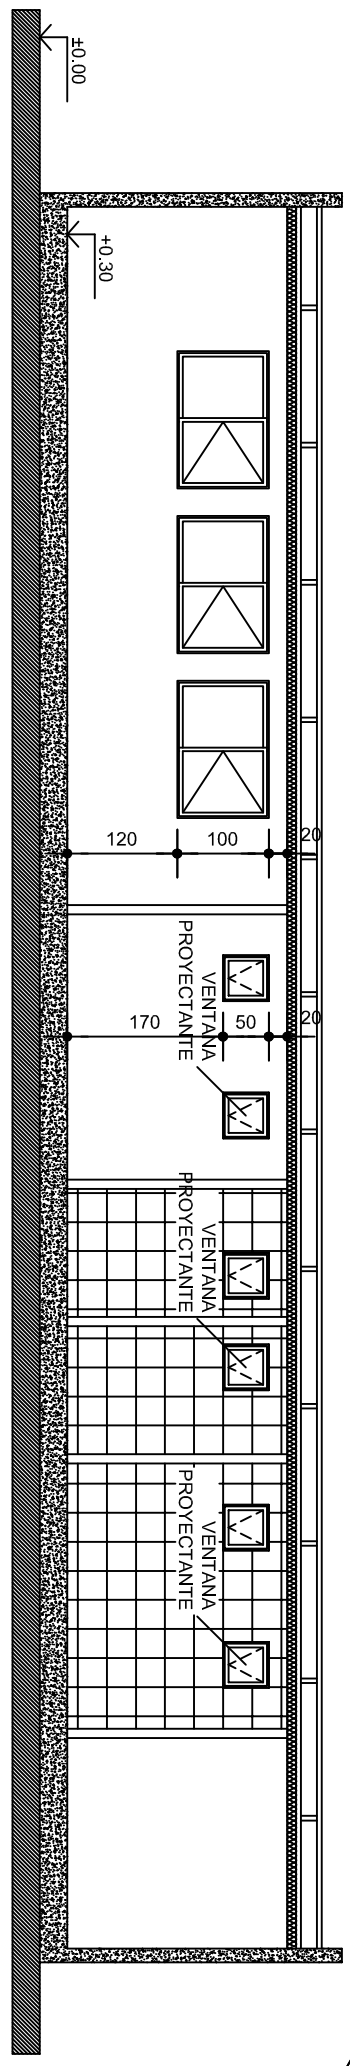 ±0.00
+0.30
120
100
20
170
50
20
VENTANA
PROYECTANTE
VENTANA
PROYECTANTE
VENTANA
PROYECTANTE